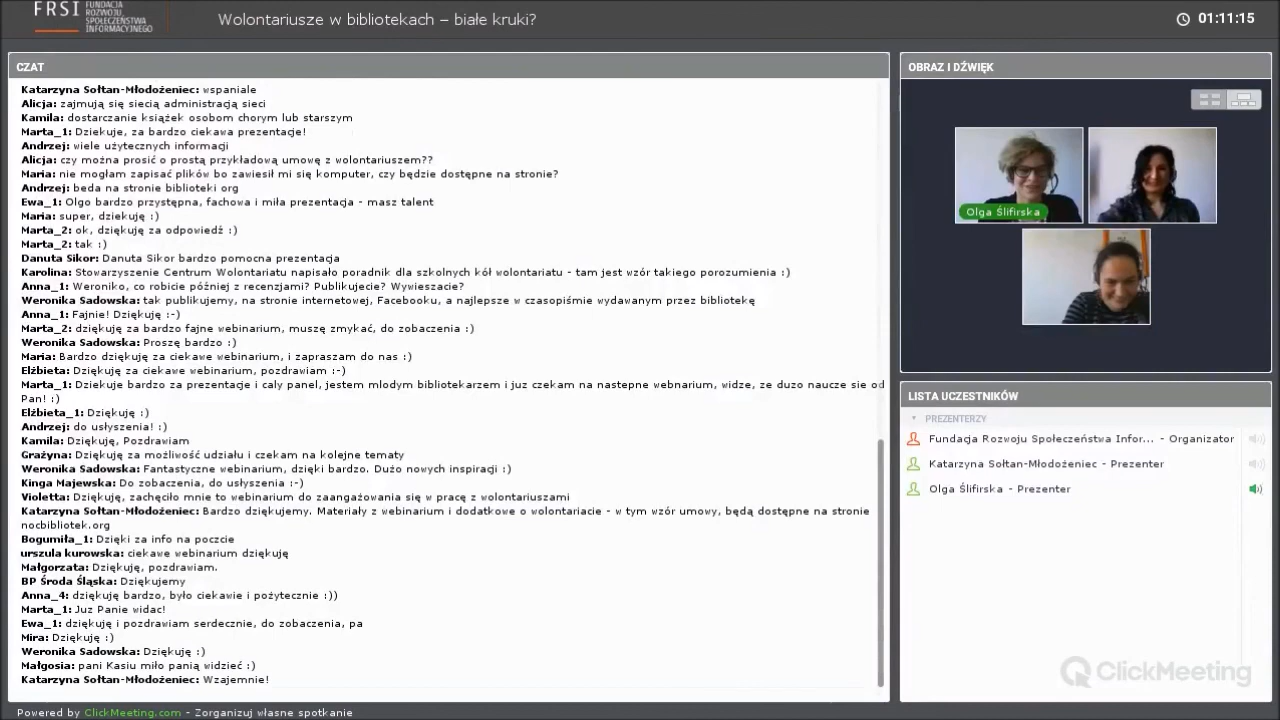 FRSI FUNDACJA ROZWOJU SPOŁECZEŃSTWA INFORMACYJNEGO
Wolontariusze w bibliotekach – białe kruki?
01:11:15
CZAT
Katarzyna Sołtan-Młodożeniec: wspaniale
Alicja: zajmują się siecią administracją sieci
Kamila: dostarczanie książek osobom chorym lub starszym
Marta_1: Dziekuje, za bardzo ciekawa prezentacje!
Andrzej: wiele użytecznych informacji
Alicja: czy można prosić o prostą przykładową umowę z wolontariuszem??
Maria: nie mogłam zapisać plików bo zawiesił mi się komputer, czy będzie dostępne na stronie?
Andrzej: beda na stronie biblioteki org
Ewa_1: Olgo bardzo przystępna, fachowa i miła prezentacja - masz talent
Maria: super, dziekuję :)
Marta_2: ok, dziękuję za odpowiedź :)
Marta_2: tak :)
Danuta Sikor: Danuta Sikor bardzo pomocna prezentacja
Karolina: Stowarzyszenie Centrum Wolontariatu napisało poradnik dla szkolnych kół wolontariatu - tam jest wzór takiego porozumienia :)
Anna_1: Weroniko, co robicie później z recenzjami? Publikujecie? Wywieszacie?
Weronika Sadowska: tak publikujemy, na stronie internetowej, Facebooku, a najlepsze w czasopiśmie wydawanym przez bibliotekę
Anna_1: Fajnie! Dziękuję :-)
Marta_2: dziękuję za bardzo fajne webinarium, muszę zmykać, do zobaczenia :)
Weronika Sadowska: Proszę bardzo :)
Maria: Bardzo dziękuję za ciekawe webinarium, i zapraszam do nas :)
Elżbieta: Dziękuję za ciekawe webinarium, pozdrawiam :-)
Marta_1: Dziekuje bardzo za prezentacje i caly panel, jestem mlodym bibliotekarzem i juz czekam na nastepne webnarium, widze, ze duzo naucze sie od
Pan! :)
Elżbieta_1: Dziękuję :)
Andrzej: do usłyszenia! :)
Kamila: Dziękuję, Pozdrawiam
Grażyna: Dziękuję za możliwość udziału i czekam na kolejne tematy
Weronika Sadowska: Fantastyczne webinarium, dzięki bardzo. Dużo nowych inspiracji :)
Kinga Majewska: Do zobaczenia, do usłyszenia :-)
Violetta: Dziękuję, zachęciło mnie to webinarium do zaangażowania się w pracę z wolontariuszami
Katarzyna Sołtan-Młodożeniec: Bardzo dziękujemy. Materiały z webinarium i dodatkowe o wolontariacie - w tym wzór umowy, będą dostępne na stronie
nocbibliotek.org
Bogumiła_1: Dzięki za info na poczcie
urszula kurowska: ciekawe webinarium dziękuję
Małgorzata: Dziękuję, pozdrawiam.
BP Środa Śląska: Dziękujemy
Anna_4: dziękuję bardzo, było ciekawie i pożytecznie :))
Marta_1: Juz Panie widac!
Ewa_1: dziękuję i pozdrawiam serdecznie, do zobaczenia, pa
Mira: Dziękuję :)
Weronika Sadowska: Dziękuję :)
Małgosia: pani Kasiu miło panią widzieć :)
Katarzyna Sołtan-Młodożeniec: Wzajemnie!
OBRAZ I DŹWIĘK
Olga Ślifirska
LISTA UCZESTNIKÓW
PREZENTERZY
Fundacja Rozwoju Społeczeństwa Infor... - Organizator
Katarzyna Sołtan-Młodożeniec - Prezenter
Olga Ślifirska - Prezenter
ClickMeeting
Powered by ClickMeeting.com - Zorganizuj własne spotkanie